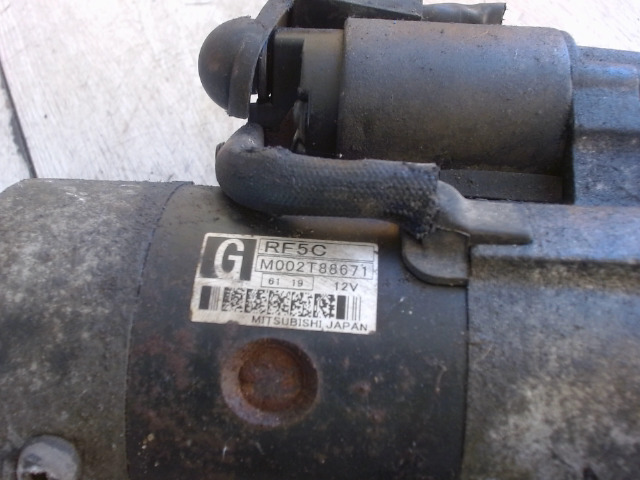 G
RF5C
M002T88671
61 19
12V
MITSUBISHI, JAPAN